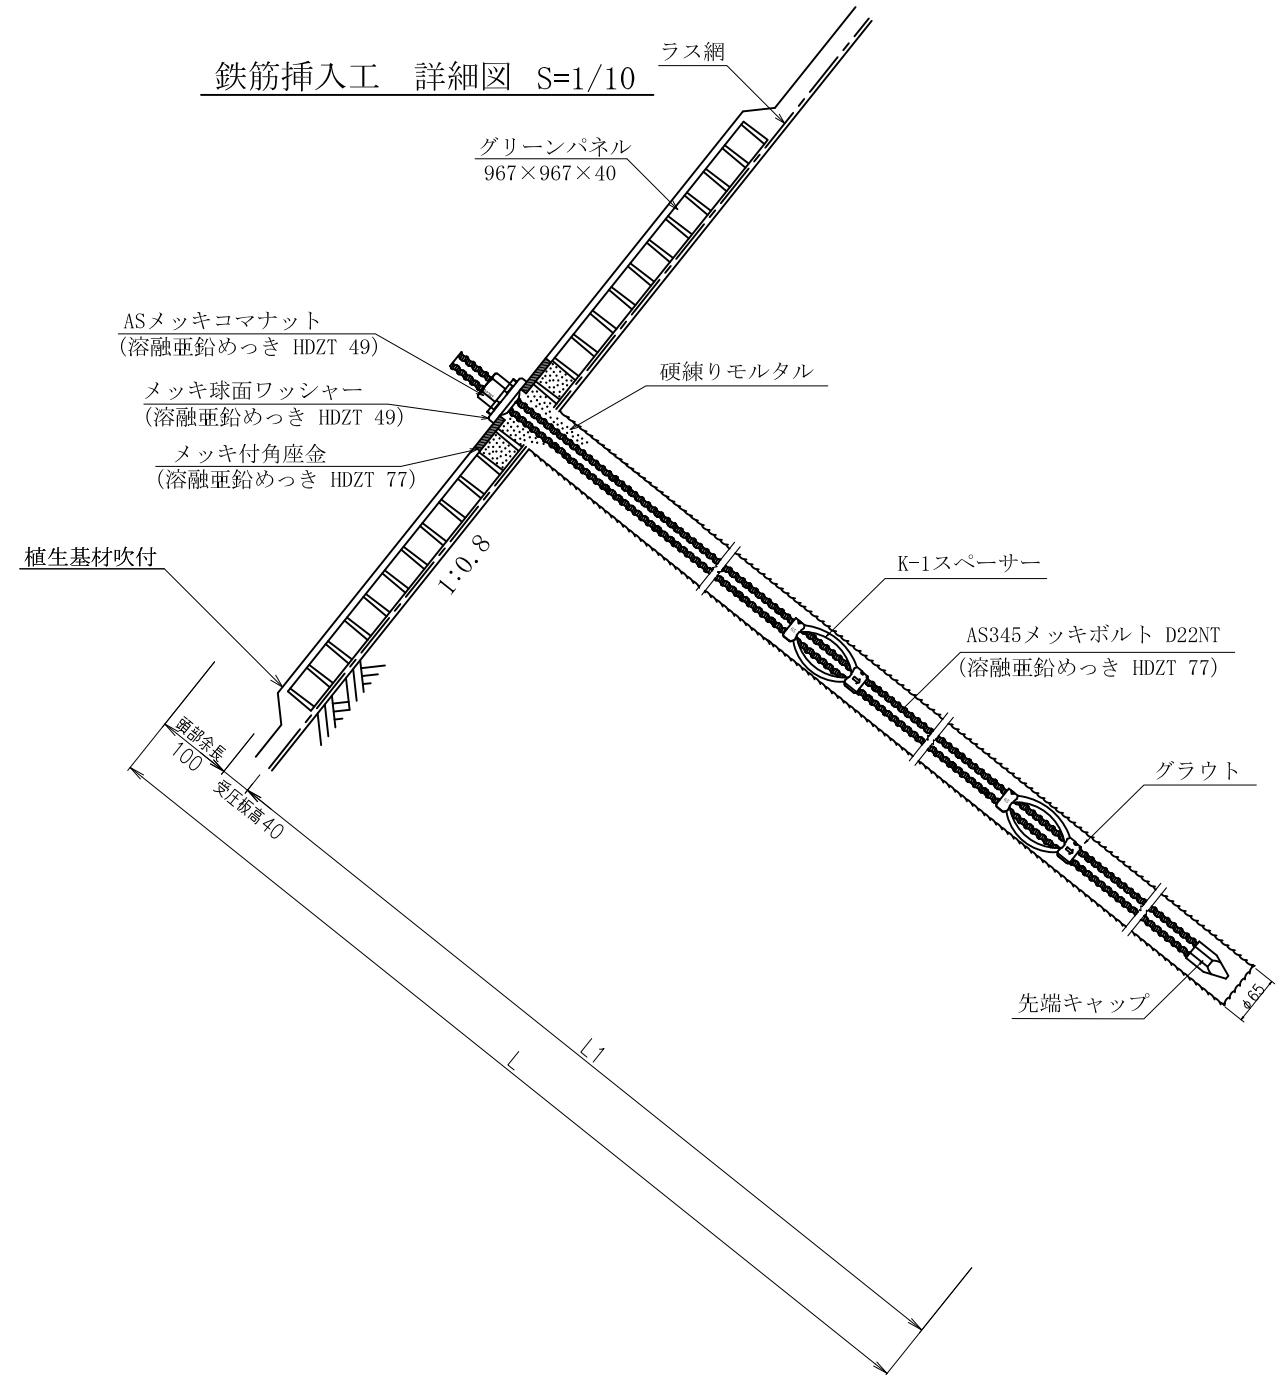 鉄筋挿入工　詳細図 S=1/10
ラス網
グリーンパネル
967×967×40
ASメッキコマナット
(溶融亜鉛めっき HDZT 49)
メッキ球面ワッシャー
(溶融亜鉛めっき HDZT 49)
メッキ付角座金
(溶融亜鉛めっき HDZT 77)
硬練りモルタル
植生基材吹付
1:0.8
K-1スペーサー
AS345メッキボルト D22NT
(溶融亜鉛めっき HDZT 77)
グラウト
先端キャップ
φ65
頭部余長
100
受圧板高40
L1
L